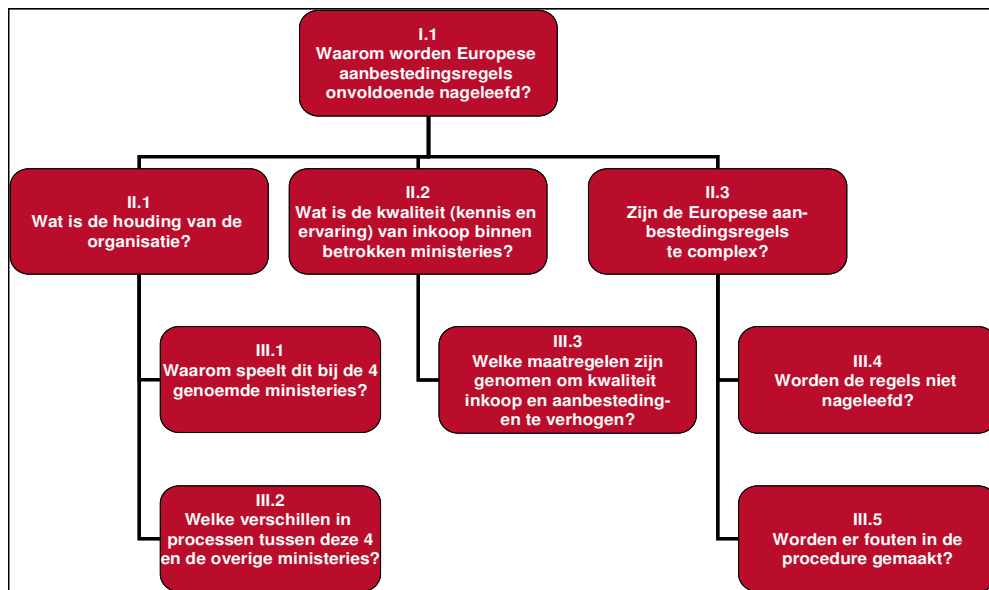 I.1
Waarom worden Europese
aanbestedingsregels
onvoldoende nageleefd?
II.1
Wat is de houding van de
organisatie?
II.2
Wat is de kwaliteit (kennis en
ervaring) van inkoop binnen
betrokken ministeries?
II.3
Zijn de Europese aan-
bestedingsregels
te complex?
III.1
Waarom speelt dit bij de 4
genoemde ministeries?
III.3
Welke maatregelen zijn
genomen om kwaliteit
inkoop en aanbesteding-
en te verhogen?
III.4
Worden de regels niet
nageleefd?
III.2
Welke verschillen in
processen tussen deze 4
en de overige ministeries?
III.5
Worden er fouten in de
procedure gemaakt?